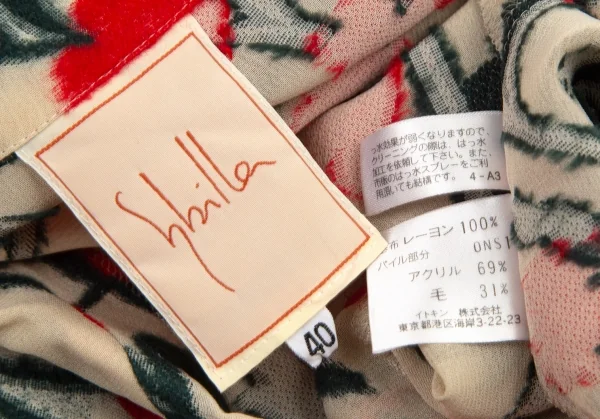 Sybilla
40
っ水効果が弱くなりますので、
クリーニングの際は、はっ水
加工を依頼して下さい。また、
市販のはっ水スプレーをご利
用頂いても結構です。 4-A3
布 レーヨン 100%
パイル部分 ONS1
アクリル 69%
毛 31%
イトキン 株式会社
東京都港区海岸3-22-23